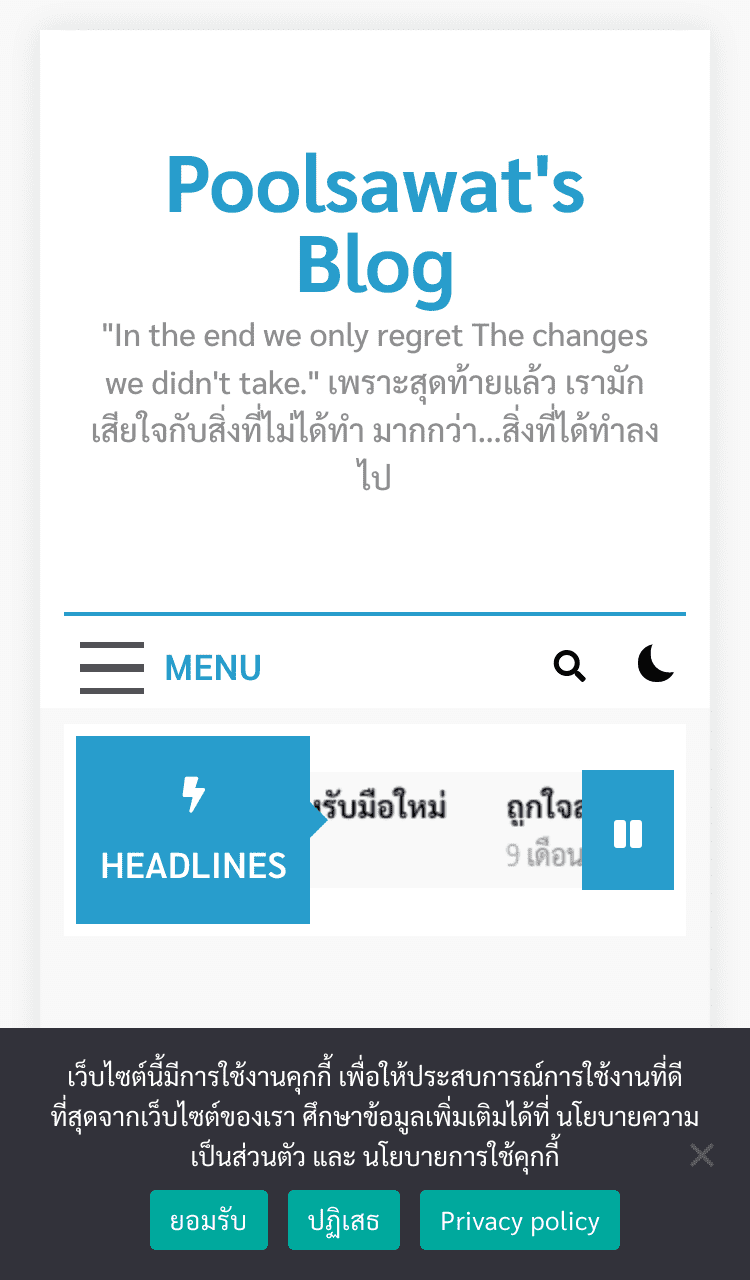 Poolsawat's
Blog
"In the end we only regret The changes
we didn't take." เพราะสุดท้ายแล้ว เรามัก
เสียใจกับสิ่งที่ไม่ได้ทำ มากกว่า...สิ่งที่ได้ทำลง
ไป
MENU
HEADLINES
รับมือใหม่
ถูกใจ
9 เดือน
เว็บไซต์นี้มีการใช้งานคุกกี้ เพื่อให้ประสบการณ์การใช้งานที่ดี
ที่สุดจากเว็บไซต์ของเรา ศึกษาข้อมูลเพิ่มเติมได้ที่ นโยบายความ
เป็นส่วนตัว และ นโยบายการใช้คุกกี้
ยอมรับ
ปฏิเสธ
Privacy policy